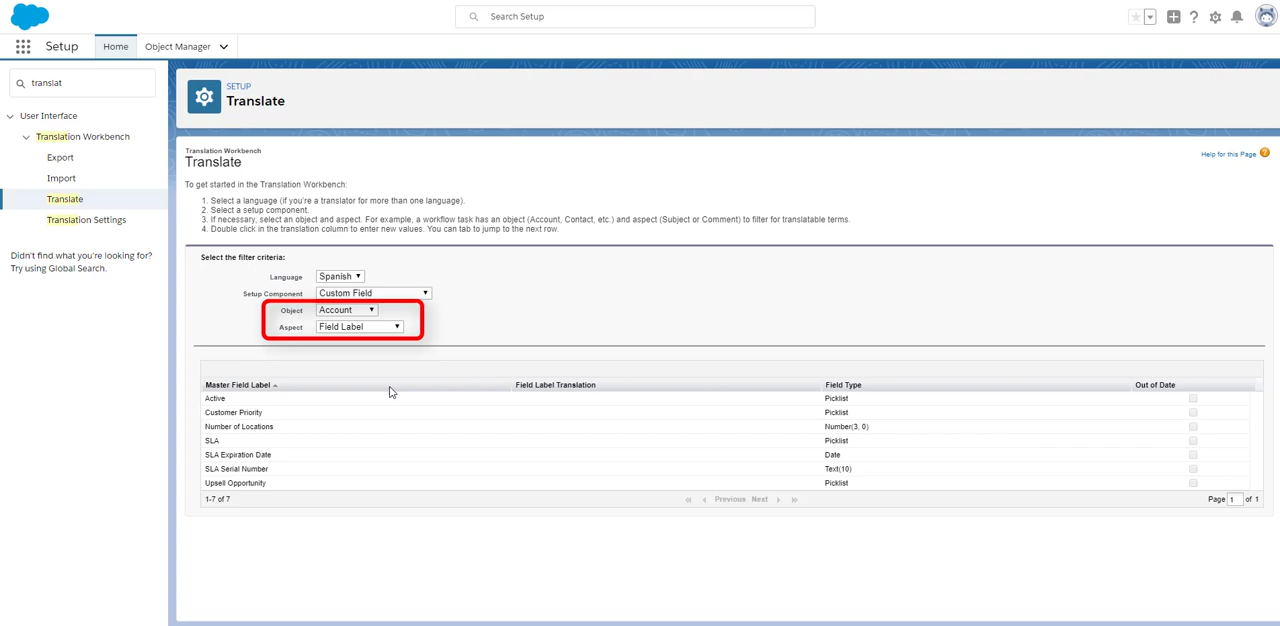 Search Setup
Setup
Home
Object Manager
translat
User Interface
Translation Workbench
Export
Import
Translate
Translation Settings
Didn't find what you're looking for?
Try using Global Search.
SETUP
Translate
Translation Workbench
Translate
Help for this Page
To get started in the Translation Workbench:
1. Select a language (if you're a translator for more than one language).
2. Select a setup component.
3. If necessary, select an object and aspect. For example, a workflow task has an object (Account, Contact, etc.) and aspect (Subject or Comment) to filter for translatable terms.
4. Double click in the translation column to enter new values. You can tab to jump to the next row.
Select the filter criteria:
Language Spanish
Setup Component Custom Field
Object Account
Aspect Field Label
Master Field Label Field Label Translation Field Type Out of Date
Active Picklist
Customer Priority Picklist
Number of Locations Number(3, 0)
SLA Picklist
SLA Expiration Date Date
SLA Serial Number Text(10)
Upsell Opportunity Picklist
1-7 of 7 Previous Next Page 1 of 1